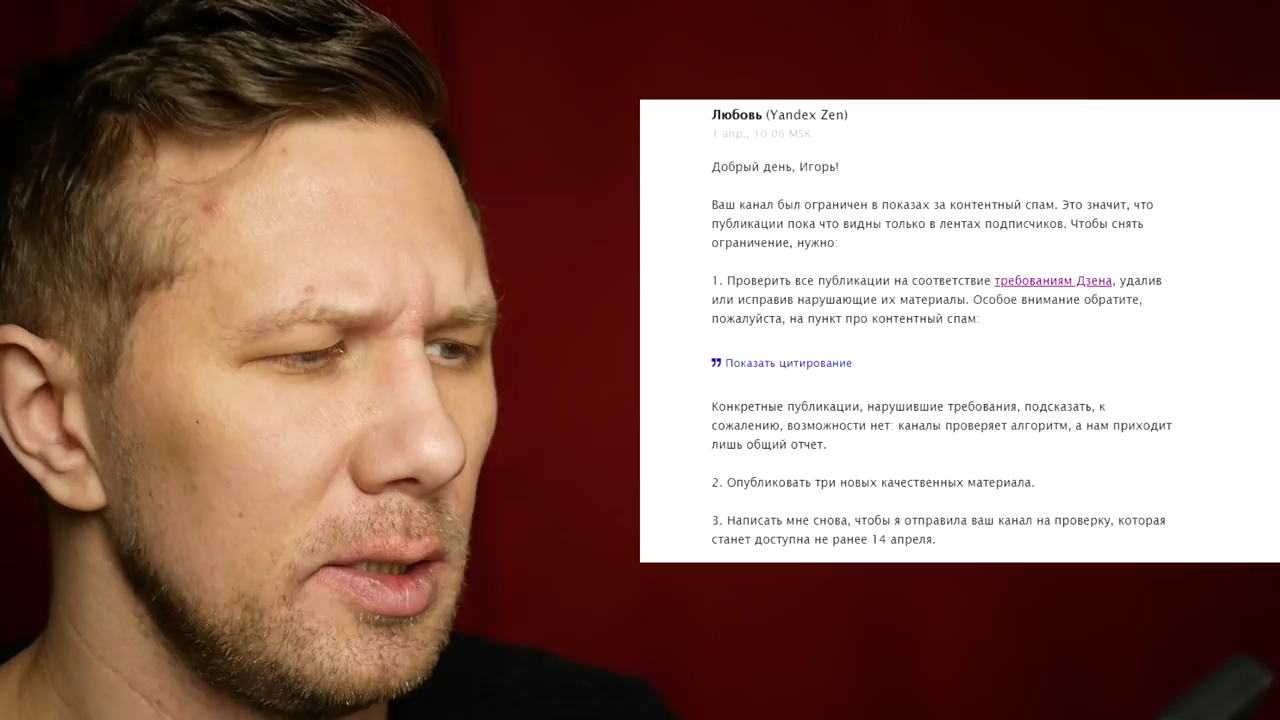 Любовь (Yandex Zen)
1 апр., 10:06 MSK
Добрый день, Игорь!
Ваш канал был ограничен в показах за контентный спам. Это значит, что
публикации пока что видны только в лентах подписчиков. Чтобы снять
ограничение, нужно:
1. Проверить все публикации на соответствие требованиям Дзена, удалив
или исправив нарушающие их материалы. Особое внимание обратите,
пожалуйста, на пункт про контентный спам:
Показать цитирование
Конкретные публикации, нарушившие требования, подсказать, к
сожалению, возможности нет: каналы проверяет алгоритм, а нам приходит
лишь общий отчет.
2. Опубликовать три новых качественных материала.
3. Написать мне снова, чтобы я отправила ваш канал на проверку, которая
станет доступна не ранее 14 апреля.